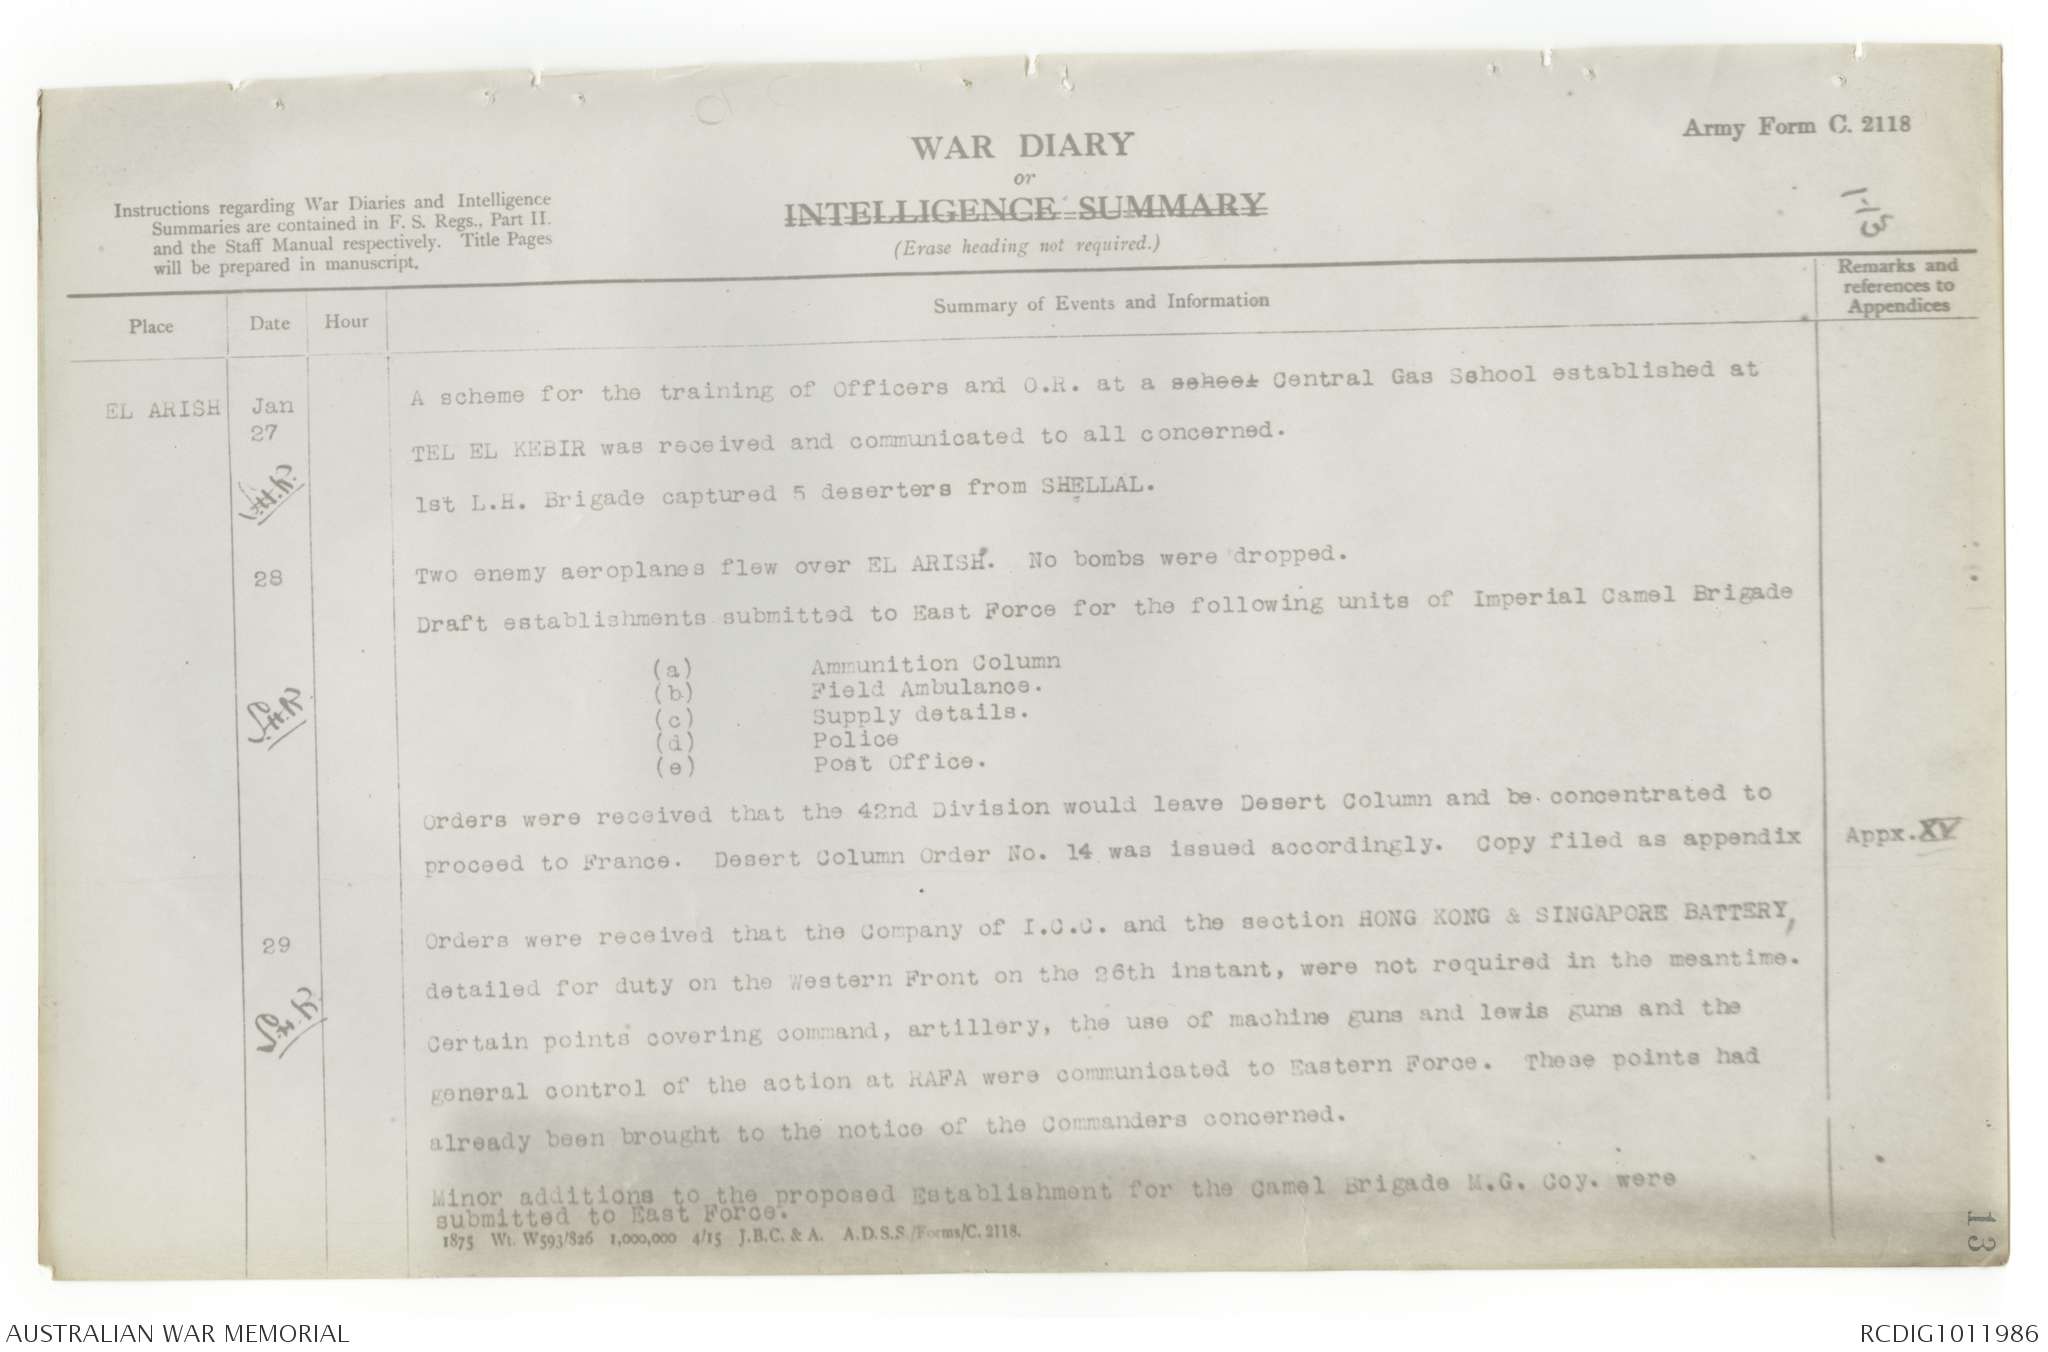 Army Form C. 2118
WAR DIARY
or
INTELLIGENCE SUMMARY
(Erase heading not required.)
Instructions regarding War Diaries and Intelligence
Summaries are contained in F. S. Regs., Part II.
and the Staff Manual respectively. Title Pages
will be prepared in manuscript.
Place
Date
Hour
Summary of Events and Information
Remarks and
references to
Appendices
EL ARISH
Jan
27
A scheme for the training of Officers and O.R. at a school Central Gas School established at
TEL EL KEBIR was received and communicated to all concerned.
1st L.H. Brigade captured 5 deserters from SHELLAL.
28
Two enemy aeroplanes flew over EL ARISH. No bombs were dropped.
Draft establishments submitted to East Force for the following units of Imperial Camel Brigade
(a) Ammunition Column
(b) Field Ambulance.
(c) Supply details.
(d) Police
(e) Post Office.
Orders were received that the 42nd Division would leave Desert Column and be concentrated to
proceed to France. Desert Column Order No. 14 was issued accordingly. Copy filed as appendix
Appx. XV
29
Orders were received that the Company of I.C.C. and the section HONG KONG & SINGAPORE BATTERY,
detailed for duty on the Western Front on the 26th instant, were not required in the meantime.
Certain points covering command, artillery, the use of machine guns and lewis guns and the
general control of the action at RAFA were communicated to Eastern Force. These points had
already been brought to the notice of the Commanders concerned.
Minor additions to the proposed Establishment for the Camel Brigade M.G. Coy. were
submitted to East Force.
1875 Wt. W593/826 1,000,000 4/15 J.B.C. & A. A.D.S.S./Forms/C. 2118.
13
AUSTRALIAN WAR MEMORIAL
RCDIG1011986